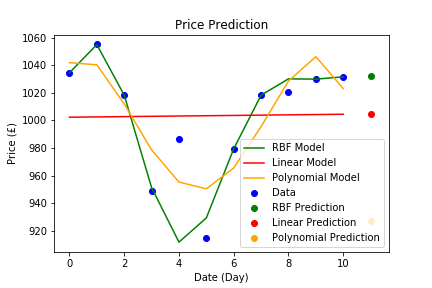 Price Prediction
1060
1040
1020
1000
980
960
940
920
Price (£)
RBF Model
Linear Model
Polynomial Model
Data
RBF Prediction
Linear Prediction
Polynomial Prediction
0 2 4 6 8 10
Date (Day)